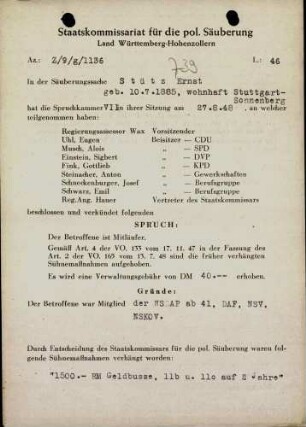 Staatskommissariat für die pol. Säuberung
Land Württemberg-Hohenzollern
739
Az.: 2/9/g/1136 L: 46
In der Säuberungssache S t ü t z Ernst
geb. 10.7.1885, wohnhaft Stuttgart-
Sonnenberg
hat die Spruchkammer VII in ihrer Sitzung am 27.8.48 , an welcher
teilgenommen haben:
Regierungsassessor Wax Vorsitzender
Uhl, Eugen Beisitzer — CDU
Mauch, Alois „ — SPD
Einstein, Sigbert „ — DVP
Fink, Gottlieb „ — KPD
Steinacher, Anton „ — Gewerkschaften
Schneckenburger, Josef „ — Berufsgruppe
Schwarz, Emil „ — Berufsgruppe
Reg.Ang. Hauer Vertreter des Staatskommissars
beschlossen und verkündet folgenden
SPRUCH:
Der Betroffene ist Mitläufer.
Gemäß Art. 4 der VO. 133 vom 17. 11. 47 in der Fassung des
Art. 2 der VO. 165 vom 13. 7. 48 sind die früher verhängten
Sühnemaßnahmen aufgehoben.
Es wird eine Verwaltungsgebühr von DM 40.-- erhoben.
Gründe:
Der Betroffene war Mitglied der NSDAP ab 41, DAF, NSV,
NSKOV.
Durch Entscheidung des Staatskommissars für die pol. Säuberung waren fol-
gende Sühnemaßnahmen verhängt worden:
"1500.- RM Geldbusze, 11b u. 11c auf 2 Jahre"